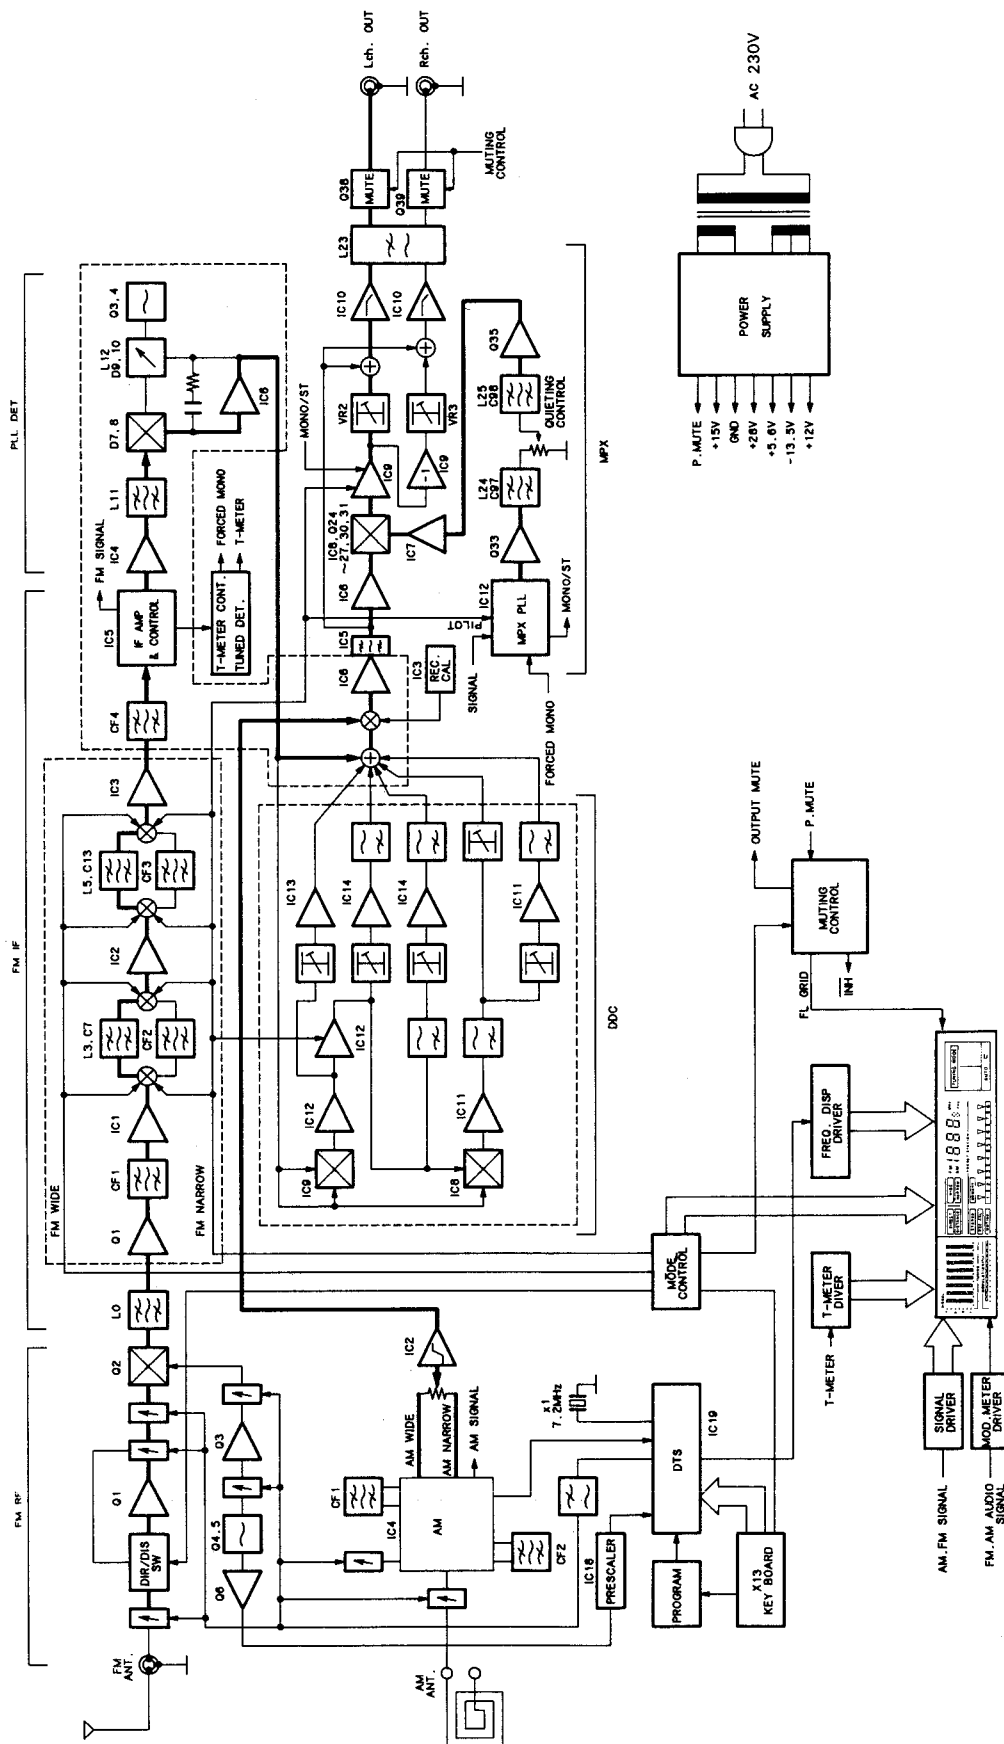 FM RF
FM IF
PLL DET
FM ANT.
DIR/DIS
SW
Q1
Q2
L0
Q1
CF1
IC1
L3,C7
CF2
IC2
L5,C13
CF3
IC3
CF4
IC5
IF AMP
& CONTROL
FM SIGNAL
IC4
L11
D7,8
L12
D9,10
Q3,4
IC6
FM WIDE
FM NARROW
T-METER CONT.
TUNED DET.
FORCED MONO
T-METER
Q6
Q4,5
Q3
AM ANT.
CF1
IC4
AM
CF2
AM WIDE
AM NARROW
AM SIGNAL
IC2
IC9
IC12
IC12
IC13
IC14
IC14
IC8
IC11
IC11
DDC
IC3
REC.
CAL
IC6
IC5
IC6
PILOT
IC8,Q24
~27,30,31
IC7
IC9
MONO/ST
IC9
-1
VR2
VR3
IC10
IC10
L23
Q38
MUTE
Q39
MUTE
MUTING
CONTROL
Lch. OUT
Rch. OUT
SIGNAL
FORCED MONO
IC12
MPX PLL
MONO/ST
Q33
L24
C97
QUIETING
CONTROL
L25
C98
Q35
MPX
X1
7.2MHz
IC18
PRESCALER
DTS
IC19
PROGRAM
X13
KEY BOARD
MODE
CONTROL
MUTING
CONTROL
OUTPUT MUTE
P.MUTE
INH
FL GRID
FREQ. DISP
DRIVER
T-METER
DIVER
T-METER
SIGNAL
DRIVER
AM.FM SIGNAL
MOD.METER
DRIVER
FM.AM AUDIO
SIGNAL
TUNING MODE
AUTO
POWER
SUPPLY
AC 230V
P.MUTE
+15V
GND
+26V
+5.6V
-13.5V
+12V